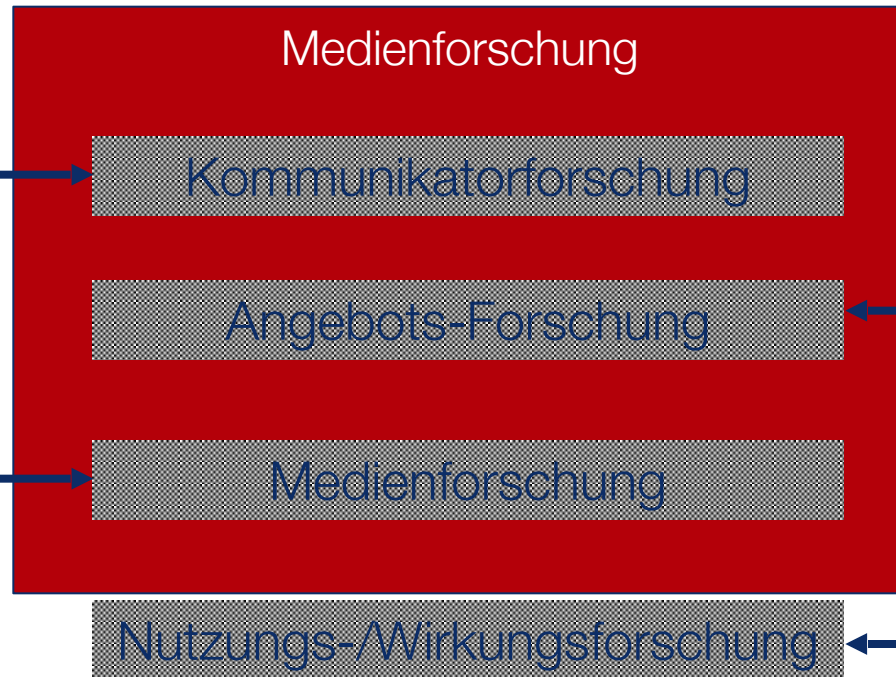 Medienforschung
Kommunikatorforschung
Angebots-Forschung
Medienforschung
Nutzungs-/Wirkungsforschung